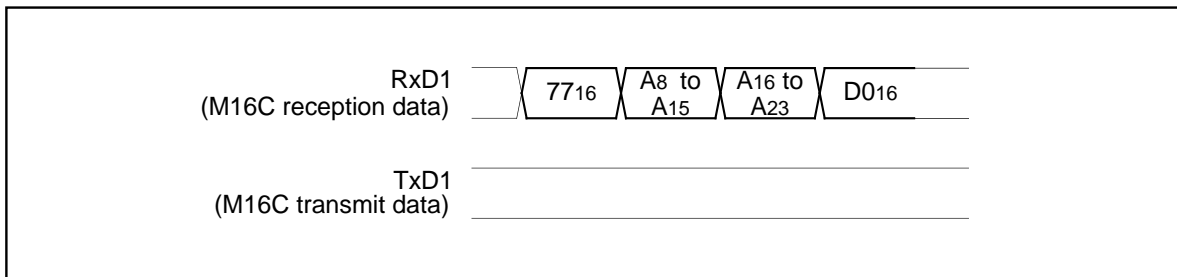 RxD1
(M16C reception data)
7716
A8 to
A15
A16 to
A23
D016
TxD1
(M16C transmit data)